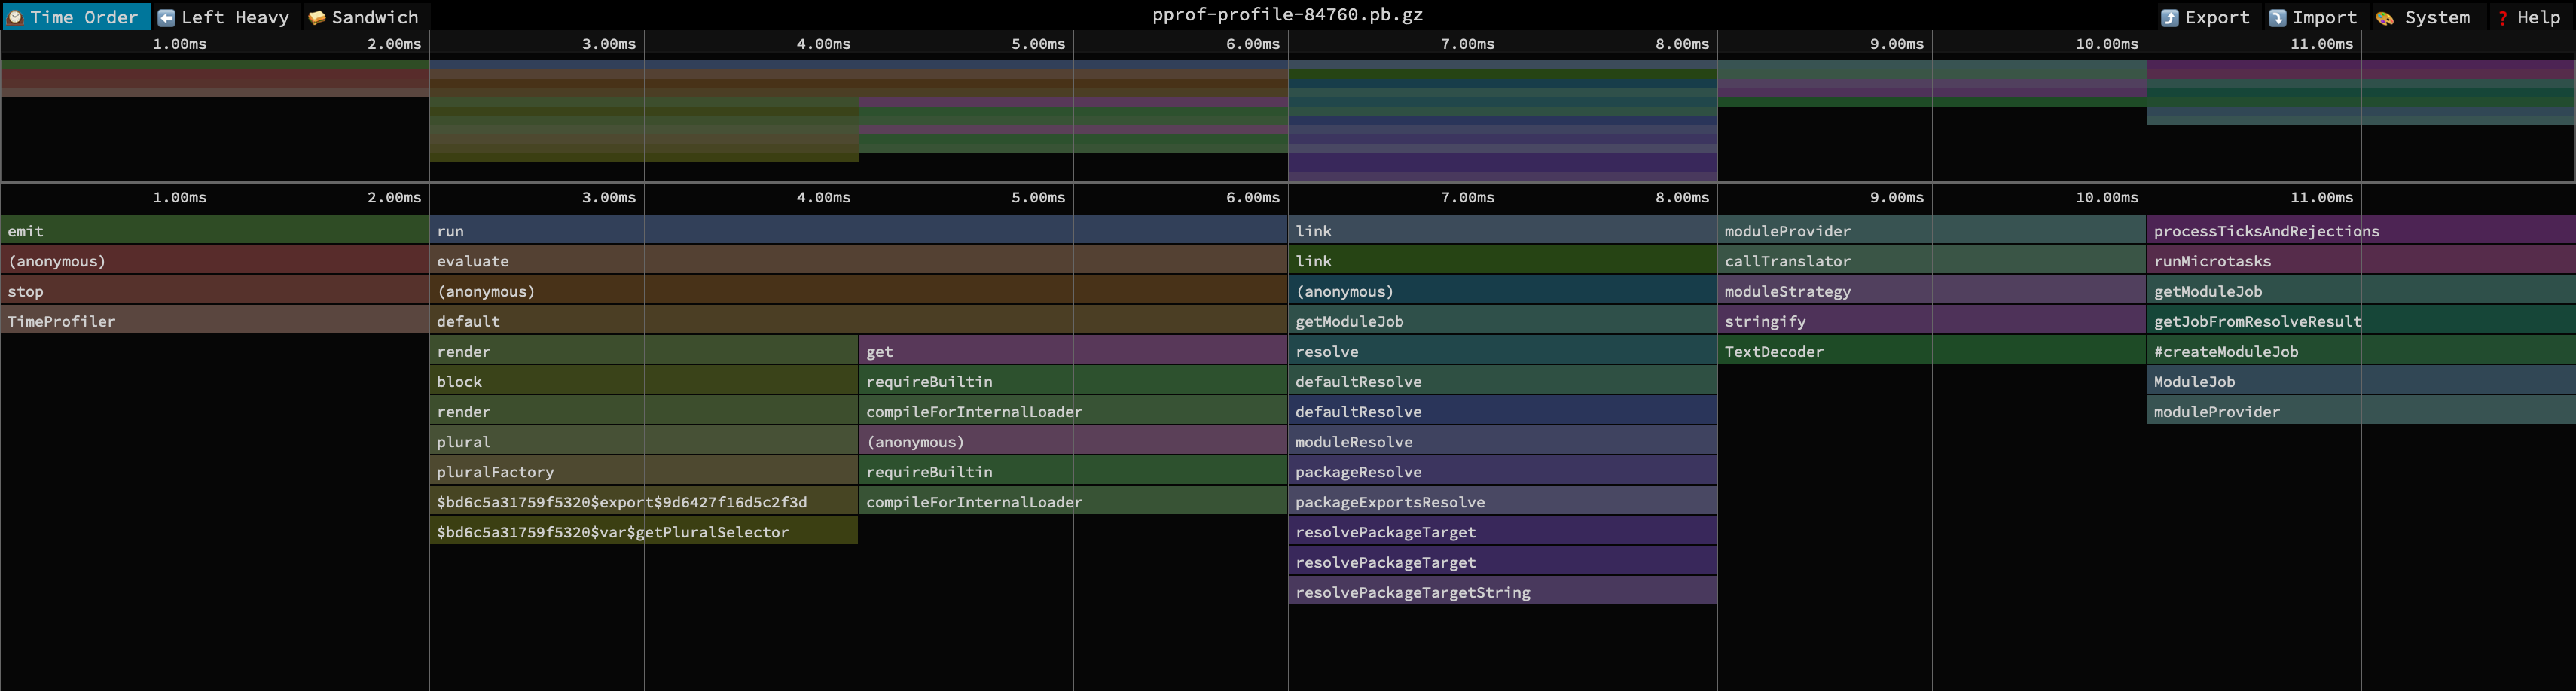 Time Order Left Heavy Sandwich pprof-profile-84760.pb.gz Export Import System ? Help
1.00ms 2.00ms 3.00ms 4.00ms 5.00ms 6.00ms 7.00ms 8.00ms 9.00ms 10.00ms 11.00ms
1.00ms 2.00ms 3.00ms 4.00ms 5.00ms 6.00ms 7.00ms 8.00ms 9.00ms 10.00ms 11.00ms
emit run link moduleProvider processTicksAndRejections
(anonymous) evaluate link callTranslator runMicrotasks
stop (anonymous) (anonymous) moduleStrategy getModuleJob
TimeProfiler default getModuleJob stringify getJobFromResolveResult
render get resolve TextDecoder #createModuleJob
block requireBuiltin defaultResolve ModuleJob
render compileForInternalLoader defaultResolve moduleProvider
plural (anonymous) moduleResolve
pluralFactory requireBuiltin packageResolve
$bd6c5a31759f5320$export$9d6427f16d5c2f3d compileForInternalLoader packageExportsResolve
$bd6c5a31759f5320$var$getPluralSelector resolvePackageTarget
resolvePackageTarget
resolvePackageTargetString